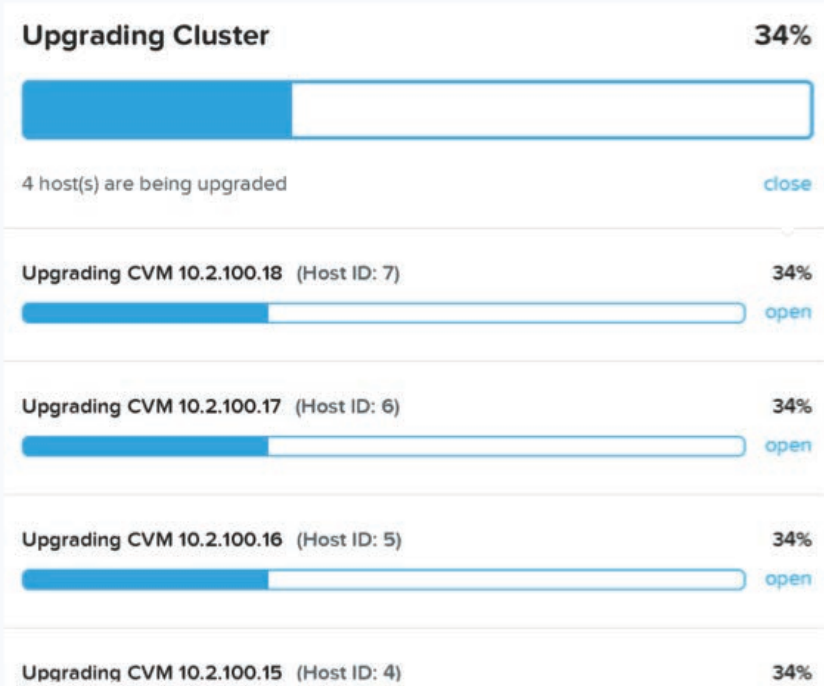 Upgrading Cluster 34%
4 host(s) are being upgraded close
Upgrading CVM 10.2.100.18 (Host ID: 7) 34%
open
Upgrading CVM 10.2.100.17 (Host ID: 6) 34%
open
Upgrading CVM 10.2.100.16 (Host ID: 5) 34%
open
Upgrading CVM 10.2.100.15 (Host ID: 4) 34%